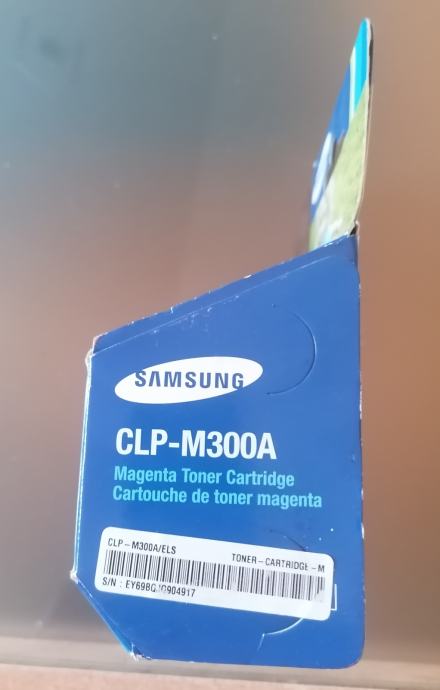 SAMSUNG
CLP-M300A
Magenta Toner Cartridge
Cartouche de toner magenta
CLP-M300A/ELS
TONER-CARTRIDGE-M
S/N :